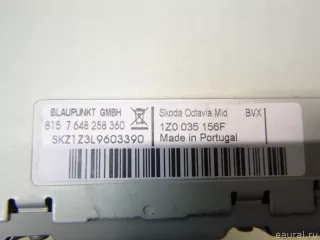 BLAUPUNKT GMBH
815 7 648 258 360
SKZ1Z3L9603390
Skoda Octavia Mid BVX
1Z0 035 156F
Made in Portugal
eaural.ru